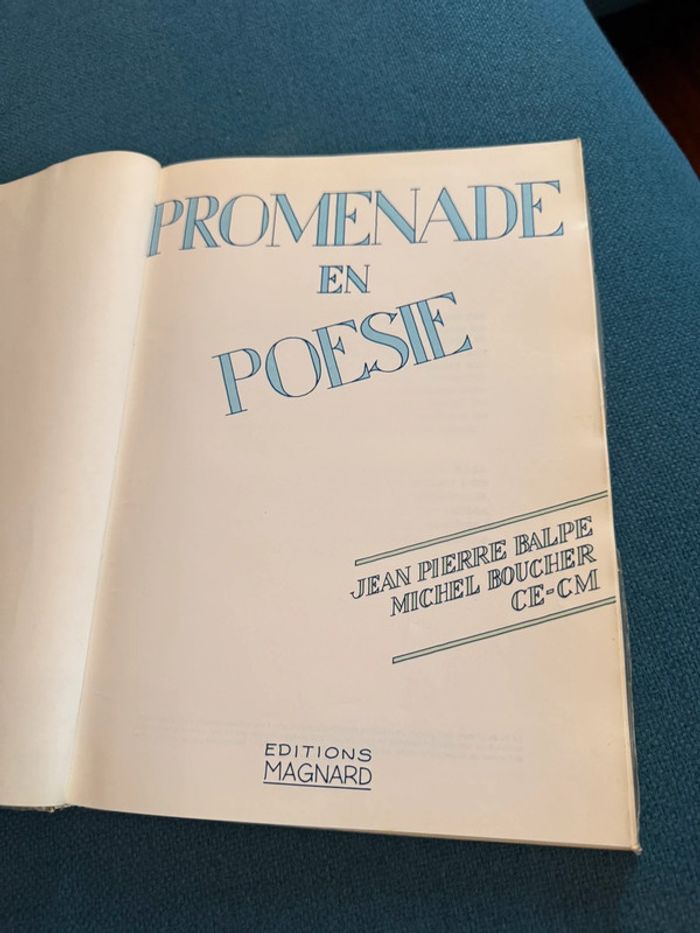 PROMENADE
EN
POESIE
JEAN PIERRE BALPE
MICHEL BOUCHER
CE-CM
EDITIONS
MAGNARD